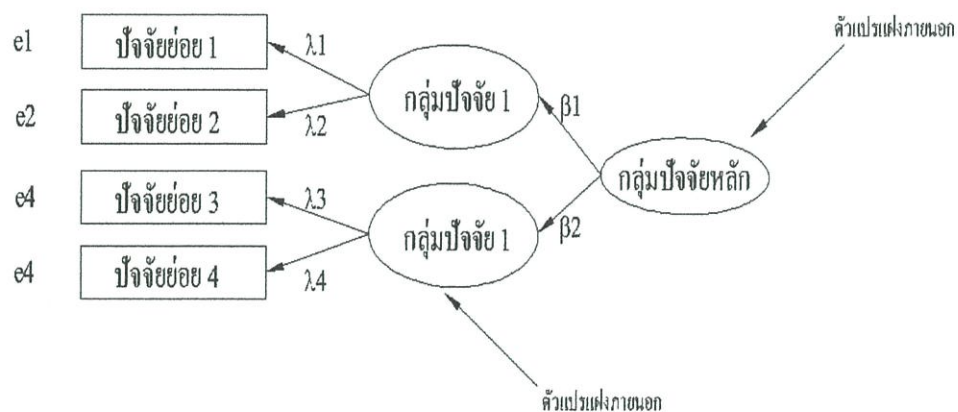 ตัวแปรแฝงภายนอก
e1
ปัจจัยย่อย 1
λ1
กลุ่มปัจจัย 1
e2
ปัจจัยย่อย 2
λ2
β1
กลุ่มปัจจัยหลัก
e4
ปัจจัยย่อย 3
λ3
กลุ่มปัจจัย 1
β2
e4
ปัจจัยย่อย 4
λ4
ตัวแปรแฝงภายนอก